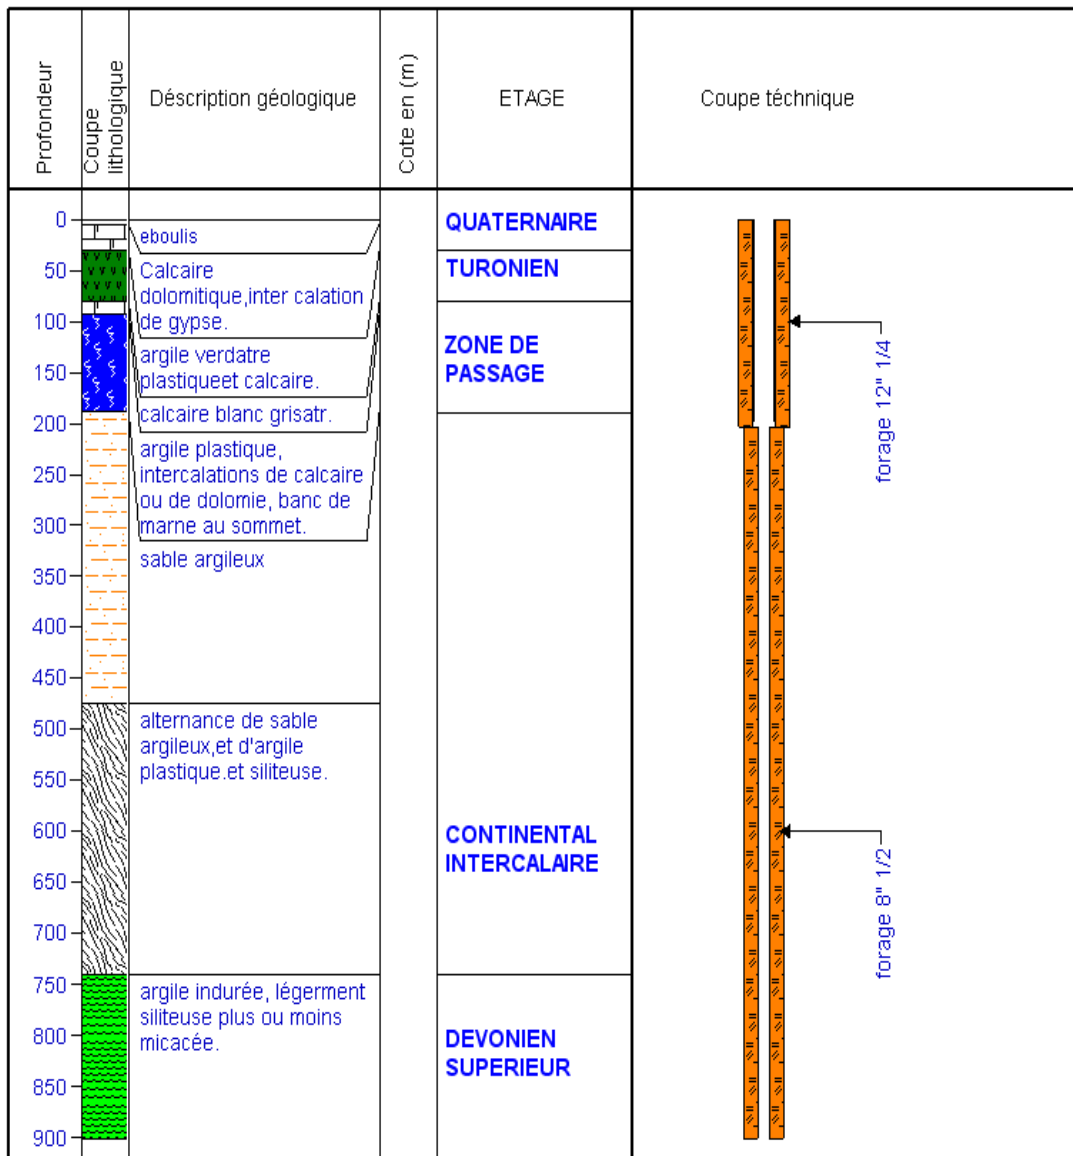 Profondeur
Coupe
lithologique
Déscription géologique
Cote en (m)
ETAGE
Coupe téchnique
0
50
100
150
200
250
300
350
400
450
500
550
600
650
700
750
800
850
900
eboulis
Calcaire
dolomitique,inter calation
de gypse.
argile verdatre
plastiqueet calcaire.
calcaire blanc grisatr.
argile plastique,
intercalations de calcaire
ou de dolomie, banc de
marne au sommet.
sable argileux
alternance de sable
argileux,et d'argile
plastique.et siliteuse.
argile indurée, légerment
siliteuse plus ou moins
micacée.
QUATERNAIRE
TURONIEN
ZONE DE
PASSAGE
CONTINENTAL
INTERCALAIRE
DEVONIEN
SUPERIEUR
forage 12" 1/4
forage 8" 1/2